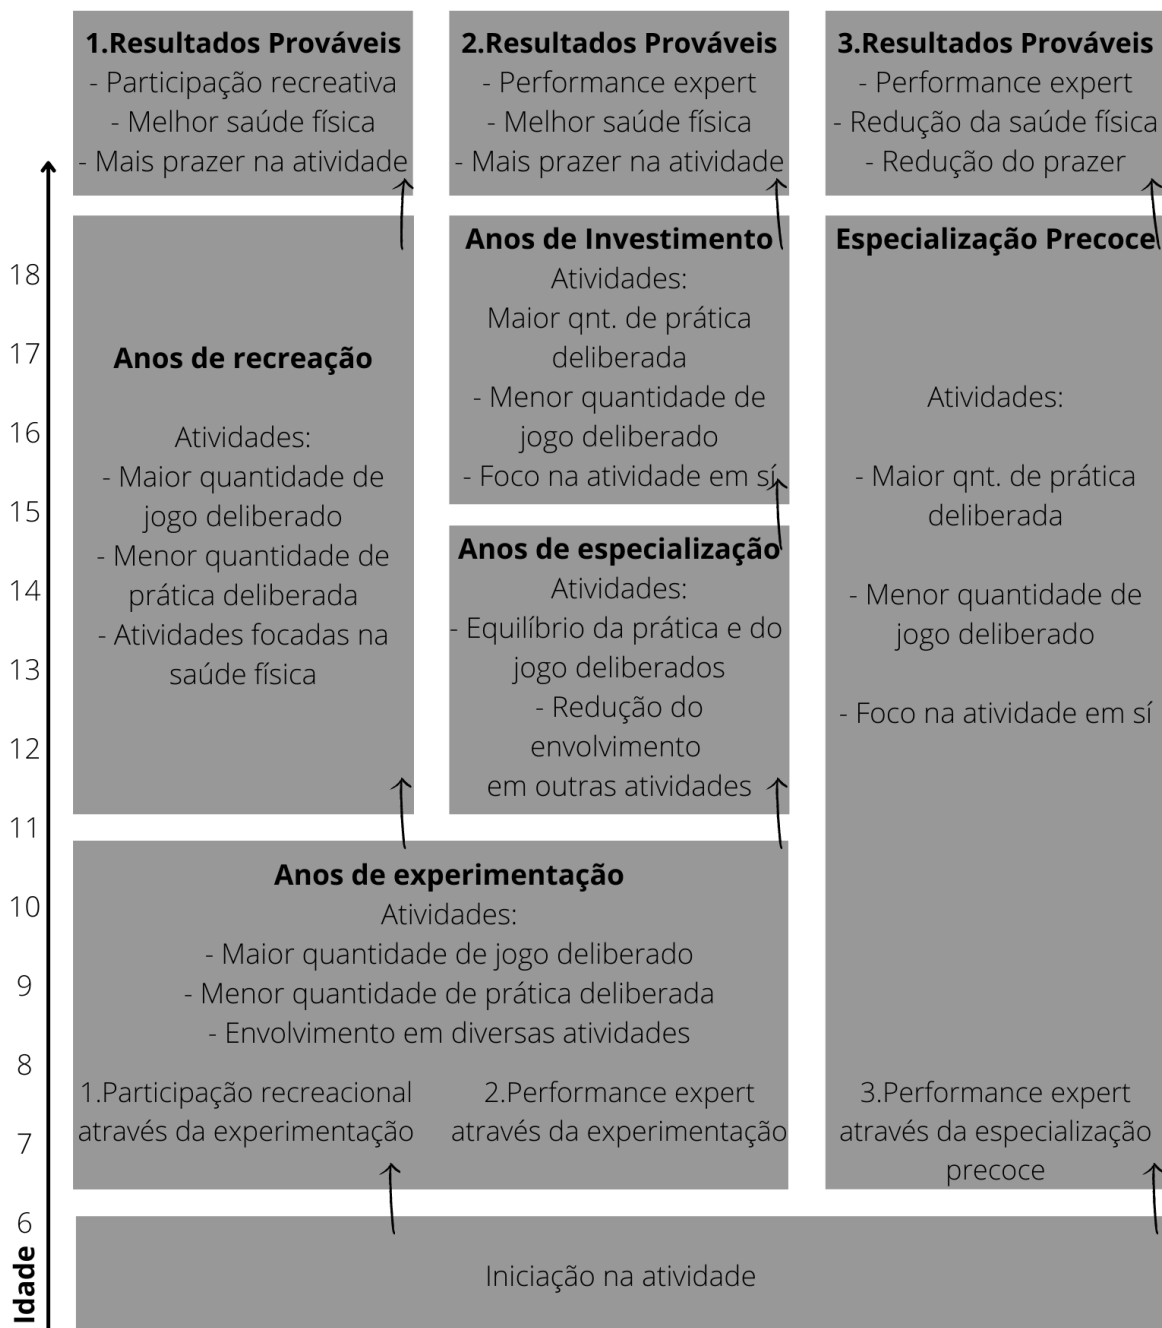 1.Resultados Prováveis
- Participação recreativa
- Melhor saúde física
- Mais prazer na atividade
2.Resultados Prováveis
- Performance expert
- Melhor saúde física
- Mais prazer na atividade
3.Resultados Prováveis
- Performance expert
- Redução da saúde física
- Redução do prazer
Anos de recreação
Atividades:
- Maior quantidade de
jogo deliberado
- Menor quantidade de
prática deliberada
- Atividades focadas na
saúde física
Anos de Investimento
Atividades:
Maior qnt. de prática
deliberada
- Menor quantidade de
jogo deliberado
- Foco na atividade em sí
Anos de especialização
Atividades:
- Equilíbrio da prática e do
jogo deliberados
- Redução do
envolvimento
em outras atividades
Especialização Precoce
Atividades:
- Maior qnt. de prática
deliberada
- Menor quantidade de
jogo deliberado
- Foco na atividade em sí
Anos de experimentação
Atividades:
- Maior quantidade de jogo deliberado
- Menor quantidade de prática deliberada
- Envolvimento em diversas atividades
1.Participação recreacional
através da experimentação
2.Performance expert
através da experimentação
3.Performance expert
através da especialização
precoce
Iniciação na atividade
18
17
16
15
14
13
12
11
10
9
8
7
6
Idade